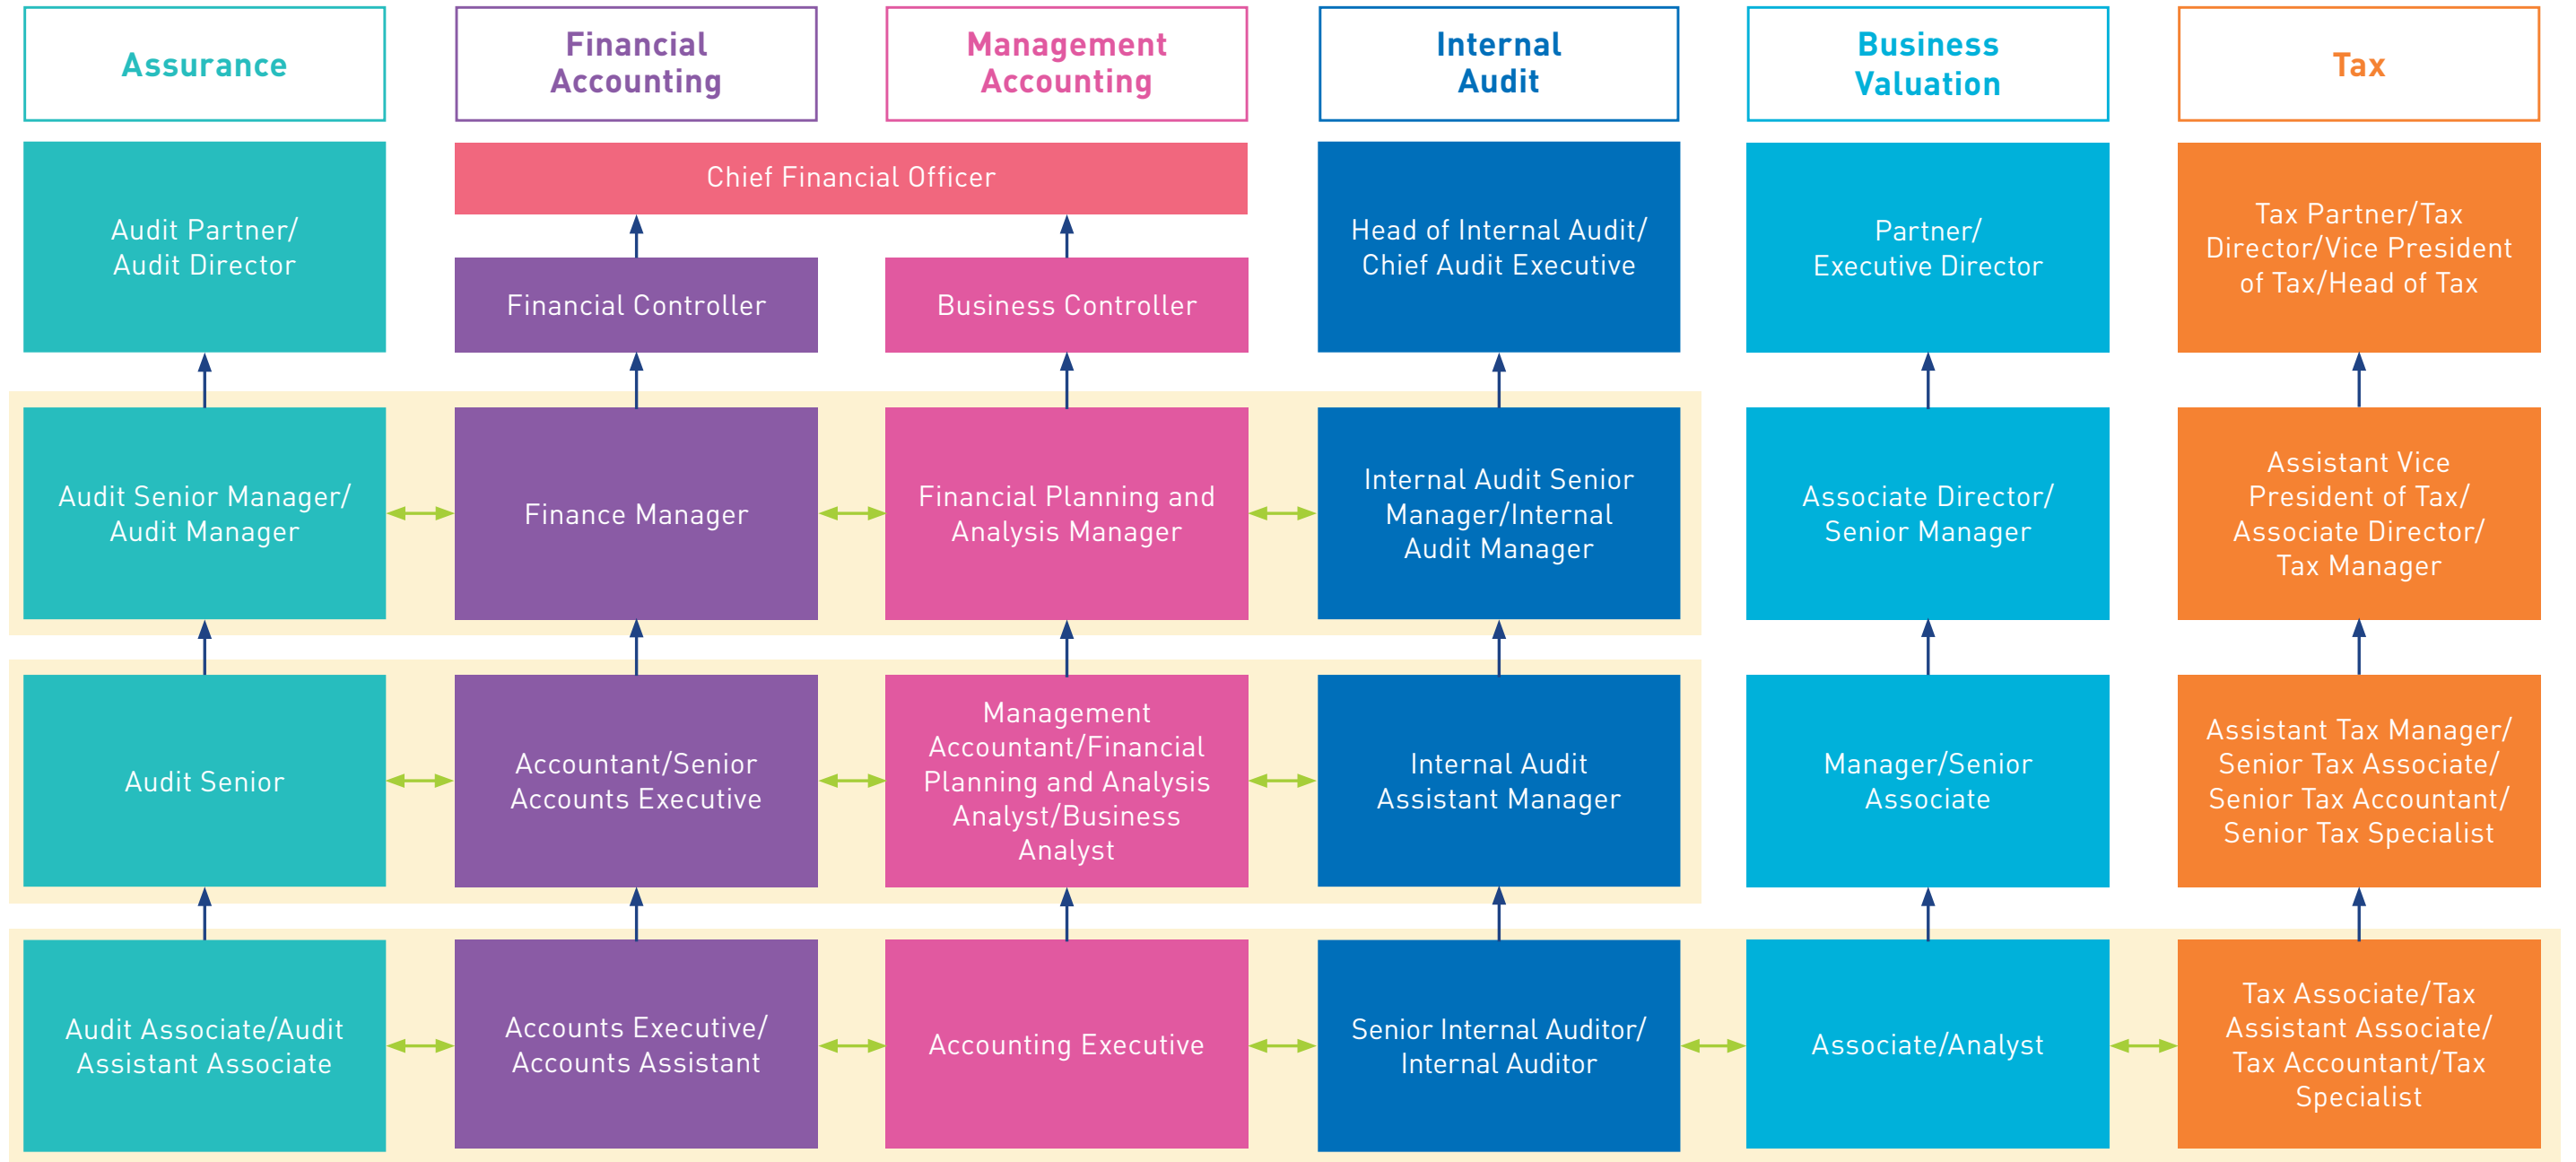 Assurance
Financial
Accounting
Management
Accounting
Internal
Audit
Business
Valuation
Tax
Audit Partner/
Audit Director
Chief Financial Officer
Financial Controller
Business Controller
Head of Internal Audit/
Chief Audit Executive
Partner/
Executive Director
Tax Partner/Tax
Director/Vice President
of Tax/Head of Tax
Audit Senior Manager/
Audit Manager
Finance Manager
Financial Planning and
Analysis Manager
Internal Audit Senior
Manager/Internal
Audit Manager
Associate Director/
Senior Manager
Assistant Vice
President of Tax/
Associate Director/
Tax Manager
Audit Senior
Accountant/Senior
Accounts Executive
Management
Accountant/Financial
Planning and Analysis
Analyst/Business
Analyst
Internal Audit
Assistant Manager
Manager/Senior
Associate
Assistant Tax Manager/
Senior Tax Associate/
Senior Tax Accountant/
Senior Tax Specialist
Audit Associate/Audit
Assistant Associate
Accounts Executive/
Accounts Assistant
Accounting Executive
Senior Internal Auditor/
Internal Auditor
Associate/Analyst
Tax Associate/Tax
Assistant Associate/
Tax Accountant/Tax
Specialist